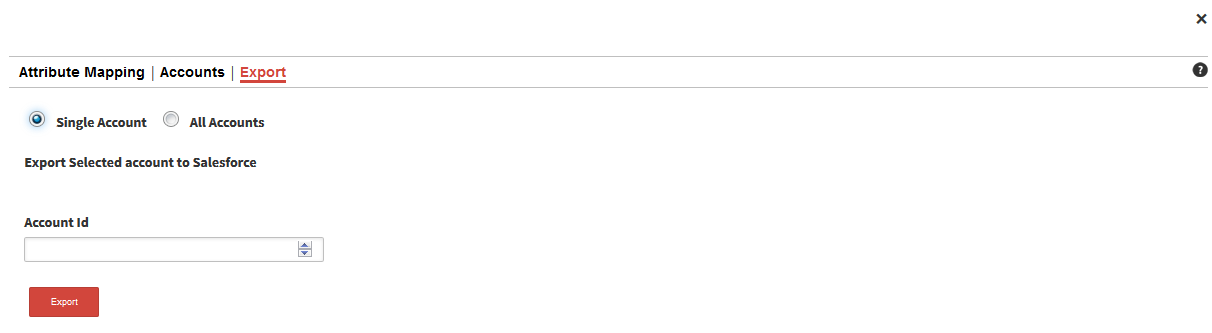 Attribute Mapping | Accounts | Export
Single Account All Accounts
Export Selected account to Salesforce
Account Id
Export